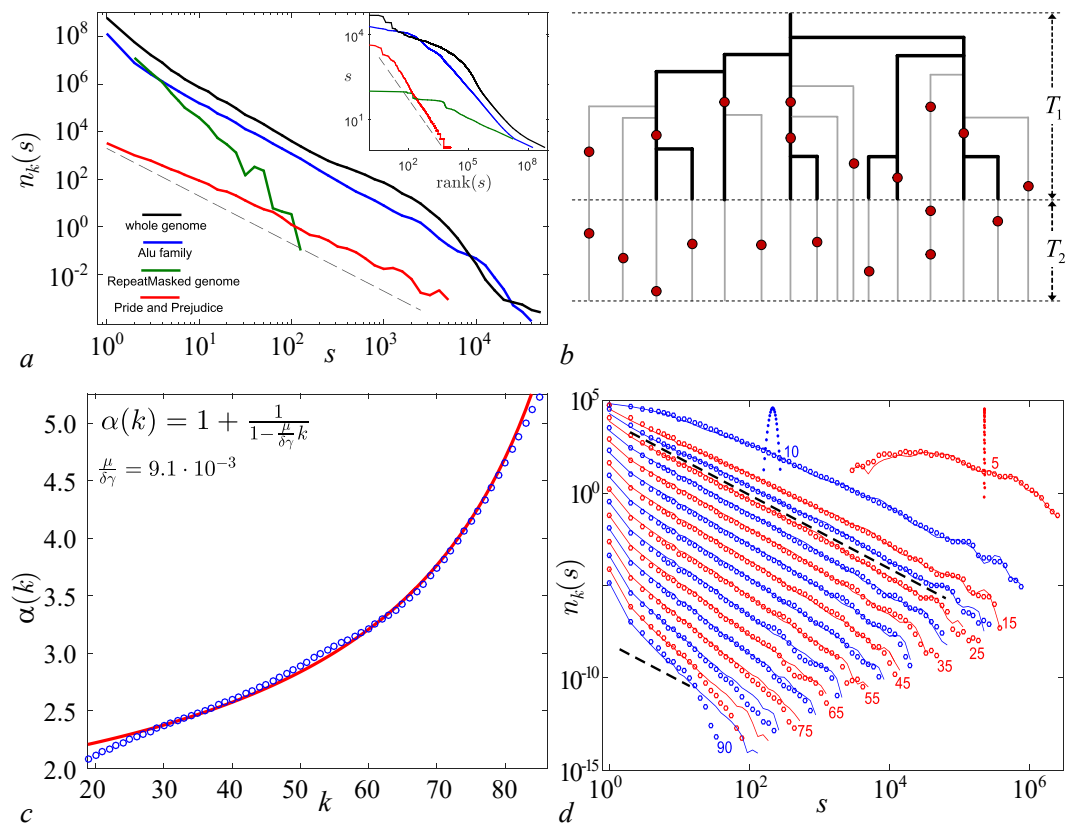 10^8
10^6
10^4
10^2
10^0
10^-2
n_k(s)
10^0
10^1
10^2
10^3
10^4
s
whole genome
Alu family
RepeatMasked genome
Pride and Prejudice
10^4
s
10^1
10^2
10^5
10^8
rank(s)
a
T_1
T_2
b
α(k) = 1 + 1/(1−(μ/δγ)k)
μ/δγ = 9.1 · 10^-3
5.0
4.5
4.0
3.5
3.0
2.5
2.0
α(k)
20
30
40
50
60
70
80
k
c
10^5
10^0
10^-5
10^-10
10^-15
n_k(s)
10
5
15
25
35
45
55
65
75
90
10^0
10^2
10^4
10^6
s
d